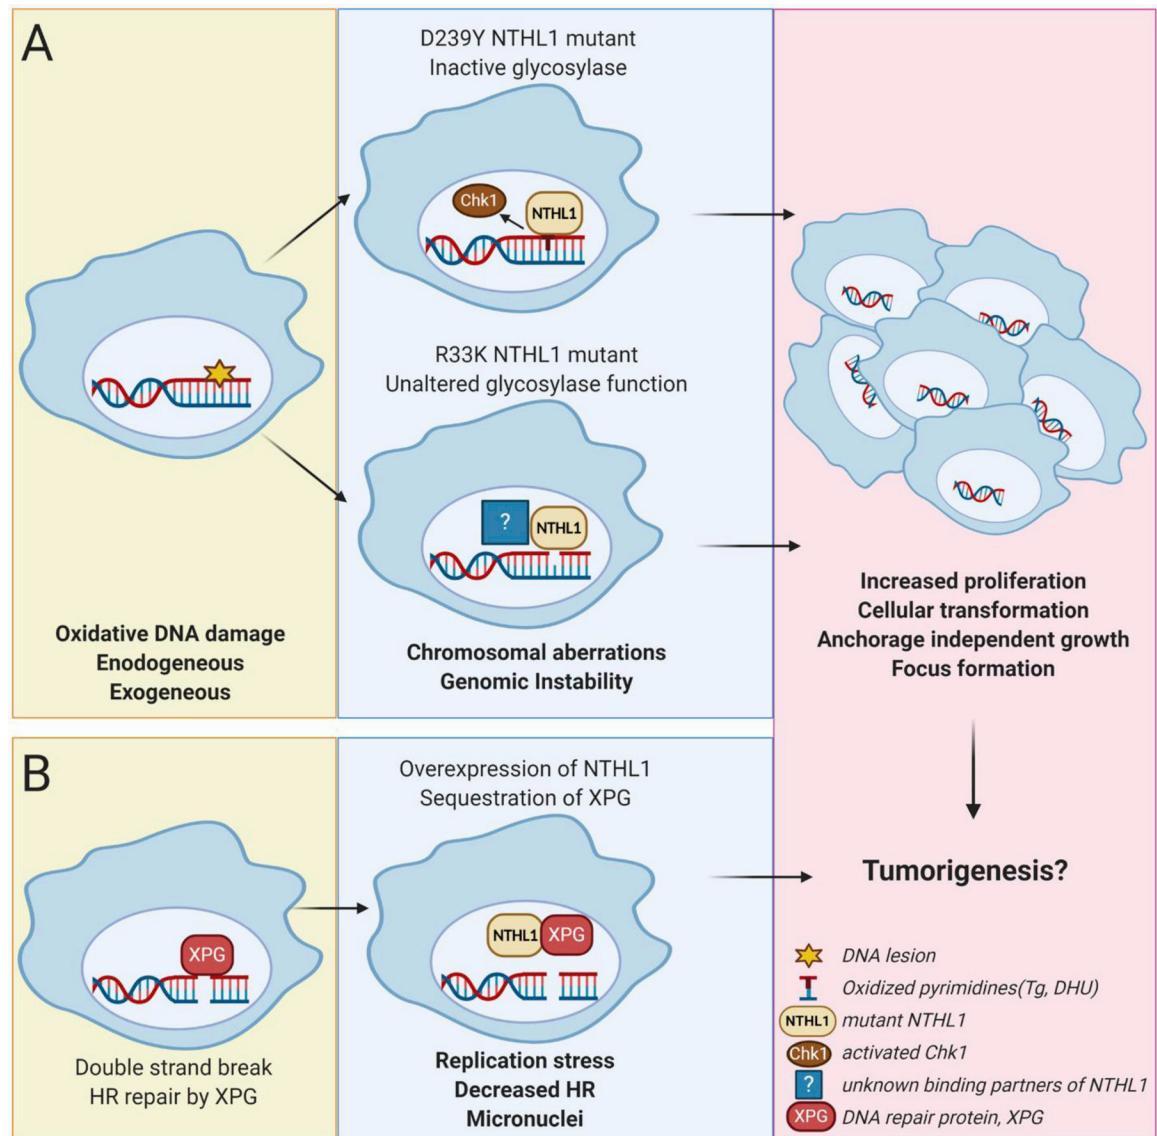 A
D239Y NTHL1 mutant
Inactive glycosylase
Chk1
NTHL1
R33K NTHL1 mutant
Unaltered glycosylase function
?
NTHL1
Oxidative DNA damage
Enodogeneous
Exogeneous
Chromosomal aberrations
Genomic Instability
Increased proliferation
Cellular transformation
Anchorage independent growth
Focus formation
B
Overexpression of NTHL1
Sequestration of XPG
XPG
NTHL1 XPG
Double strand break
HR repair by XPG
Replication stress
Decreased HR
Micronuclei
Tumorigenesis?
DNA lesion
Oxidized pyrimidines(Tg, DHU)
NTHL1 mutant NTHL1
Chk1 activated Chk1
? unknown binding partners of NTHL1
XPG DNA repair protein, XPG